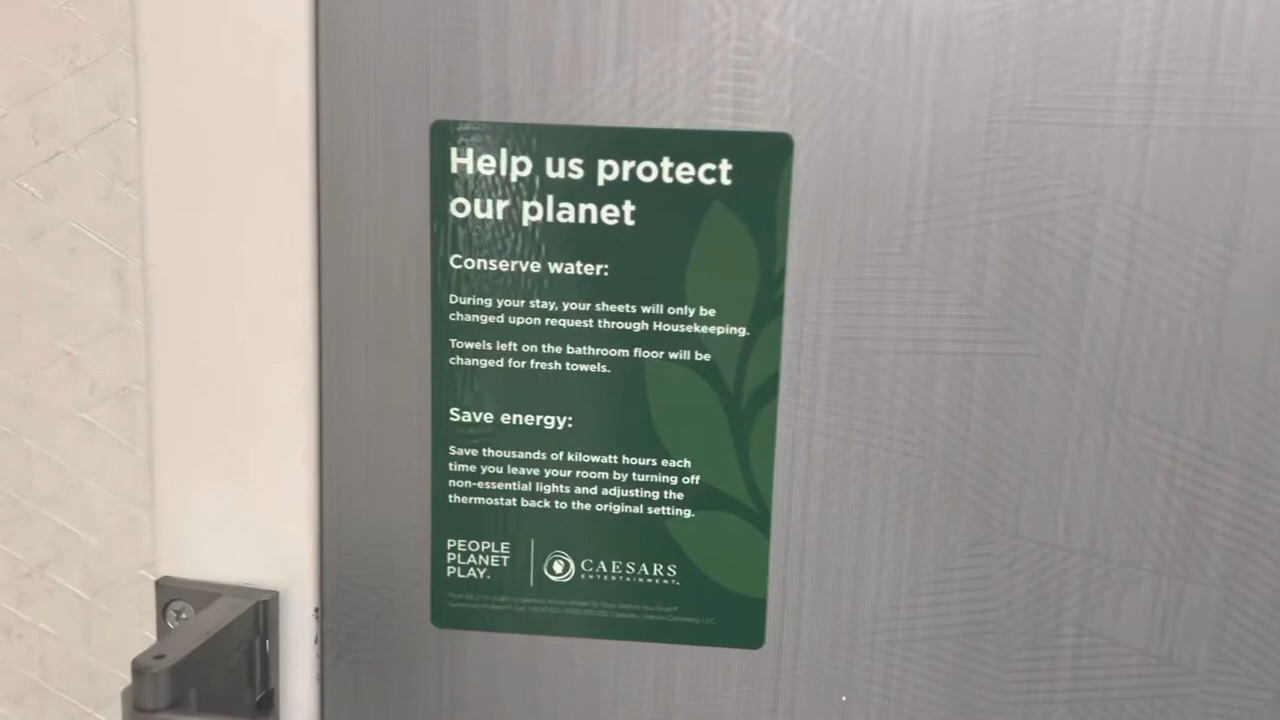 Help us protect
our planet
Conserve water:
During your stay, your sheets will only be
changed upon request through Housekeeping.
Towels left on the bathroom floor will be
changed for fresh towels.
Save energy:
Save thousands of kilowatt hours each
time you leave your room by turning off
non-essential lights and adjusting the
thermostat back to the original setting.
PEOPLE
PLANET
PLAY.
CAESARS
ENTERTAINMENT